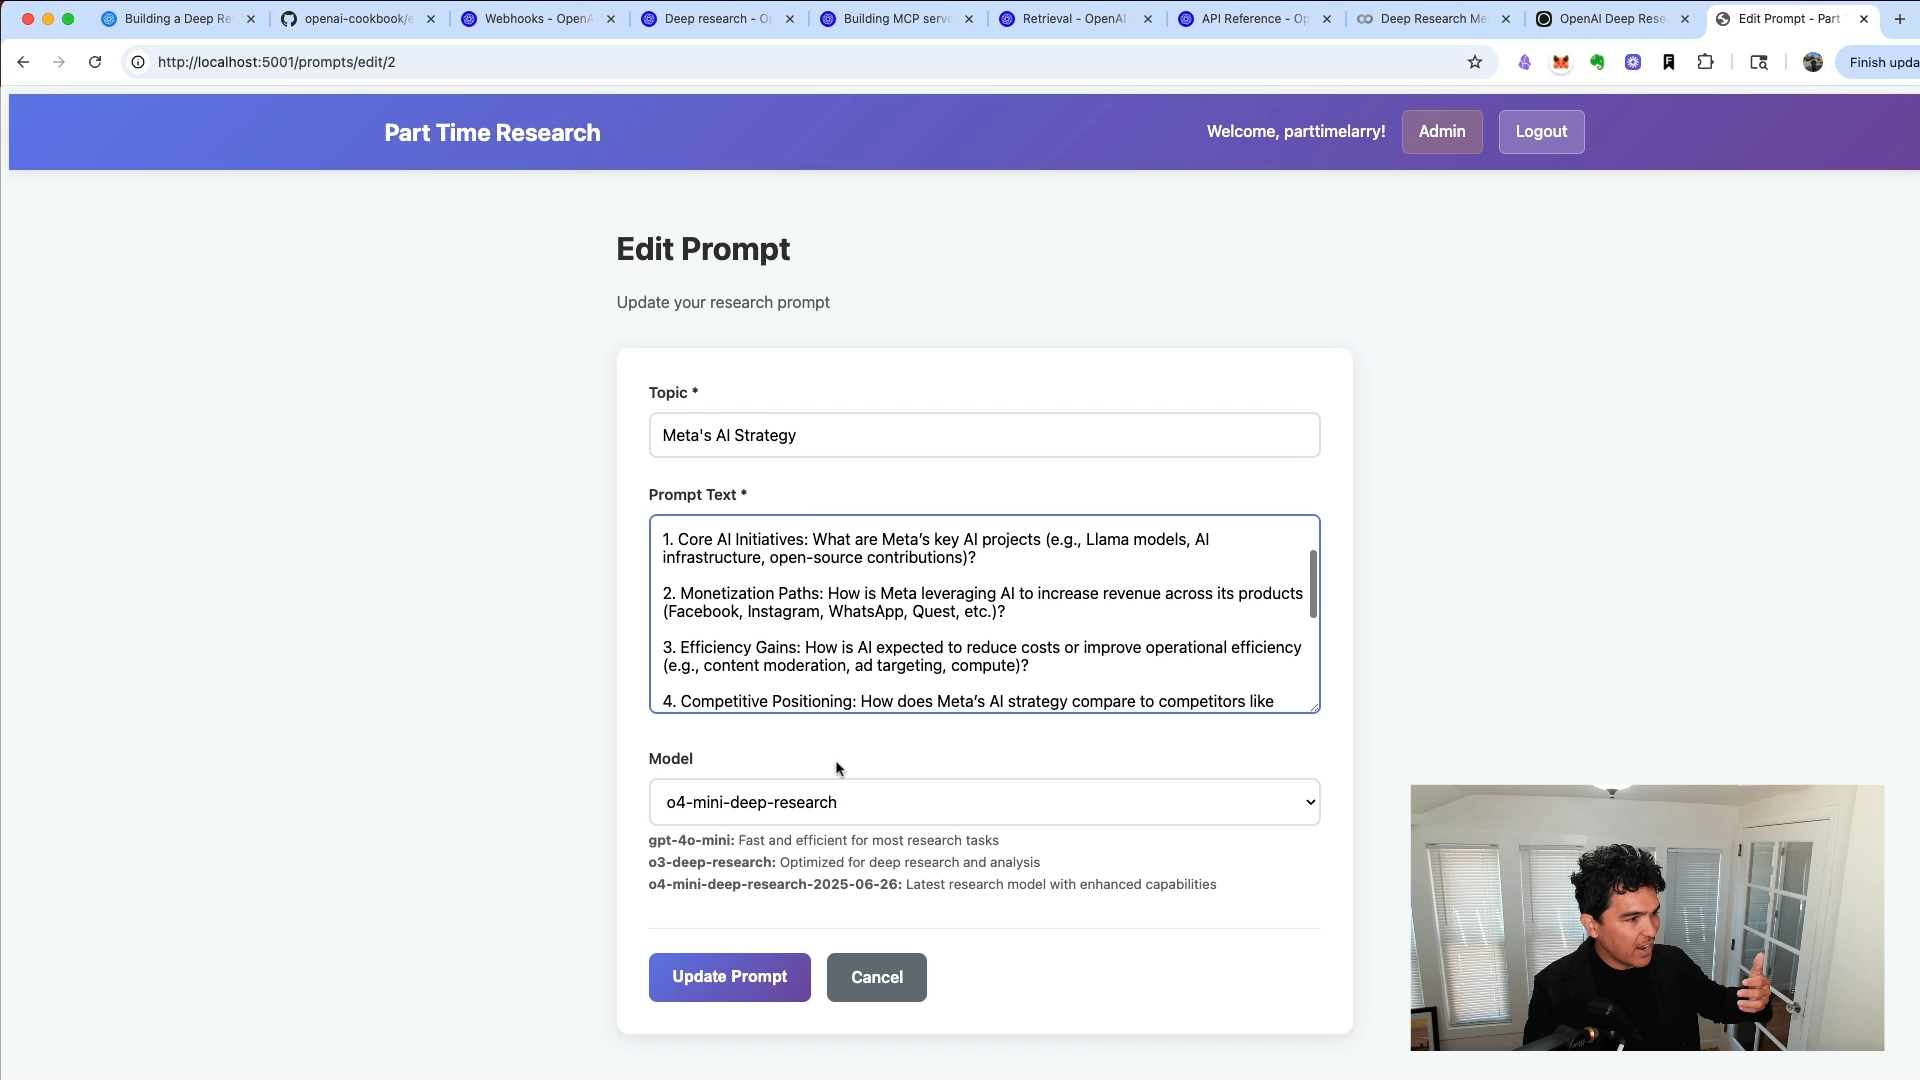 Building a Deep Re
openai-cookbook/e
Webhooks - OpenA
Deep research - Op
Building MCP serve
Retrieval - OpenAI
API Reference - Op
Deep Research Me
OpenAI Deep Rese
Edit Prompt - Part
http://localhost:5001/prompts/edit/2
Finish upda
Part Time Research
Welcome, parttimelarry!
Admin
Logout
Edit Prompt
Update your research prompt
Topic *
Meta's AI Strategy
Prompt Text *
1. Core AI Initiatives: What are Meta’s key AI projects (e.g., Llama models, AI
infrastructure, open-source contributions)?
2. Monetization Paths: How is Meta leveraging AI to increase revenue across its products
(Facebook, Instagram, WhatsApp, Quest, etc.)?
3. Efficiency Gains: How is AI expected to reduce costs or improve operational efficiency
(e.g., content moderation, ad targeting, compute)?
4. Competitive Positioning: How does Meta’s AI strategy compare to competitors like
Model
o4-mini-deep-research
gpt-4o-mini: Fast and efficient for most research tasks
o3-deep-research: Optimized for deep research and analysis
o4-mini-deep-research-2025-06-26: Latest research model with enhanced capabilities
Update Prompt
Cancel